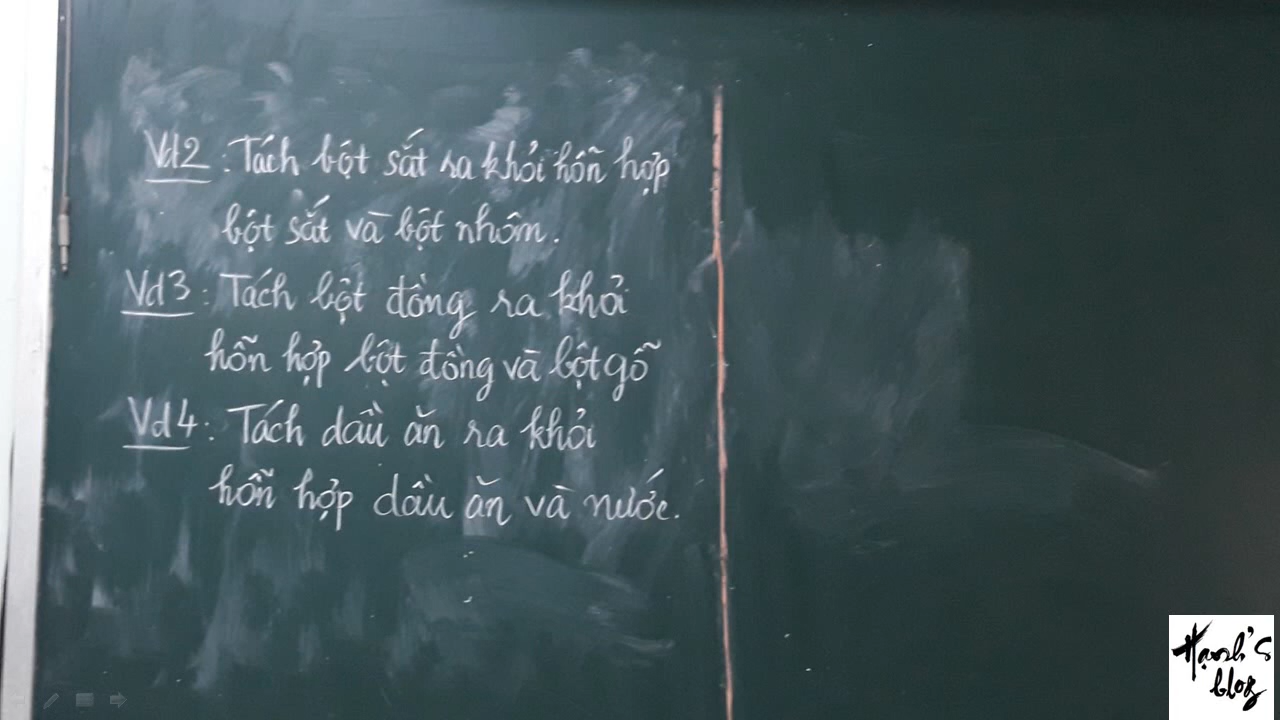 Vd2: Tách bột sắt ra khỏi hỗn hợp
bột sắt và bột nhôm.
Vd3: Tách bột đồng ra khỏi
hỗn hợp bột đồng và bột gỗ
Vd4: Tách dầu ăn ra khỏi
hỗn hợp dầu ăn và nước.
Hạnh's
blog